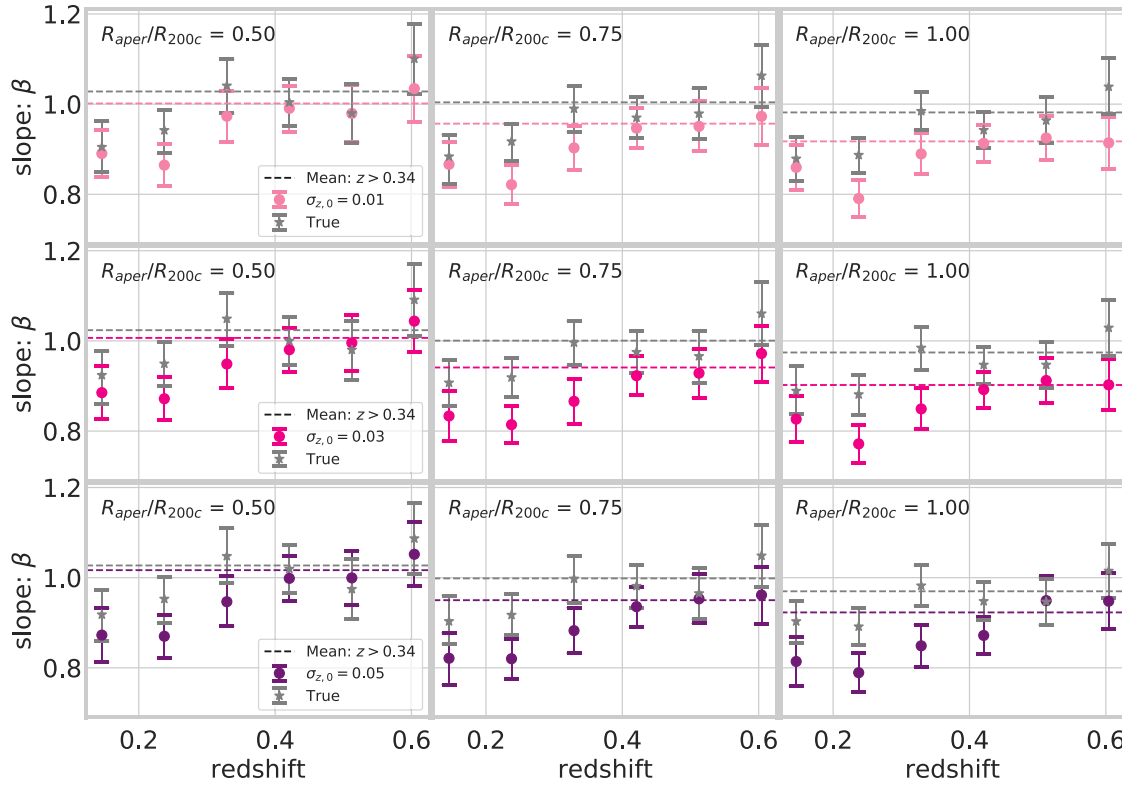 1.2
R_aper/R_200c = 0.50
R_aper/R_200c = 0.75
R_aper/R_200c = 1.00
1.0
slope: β
Mean: z > 0.34
σ_z,0 = 0.01
True
0.8
1.2
R_aper/R_200c = 0.50
R_aper/R_200c = 0.75
R_aper/R_200c = 1.00
1.0
slope: β
Mean: z > 0.34
σ_z,0 = 0.03
True
0.8
1.2
R_aper/R_200c = 0.50
R_aper/R_200c = 0.75
R_aper/R_200c = 1.00
1.0
slope: β
Mean: z > 0.34
σ_z,0 = 0.05
True
0.8
0.2 0.4 0.6 0.2 0.4 0.6 0.2 0.4 0.6
redshift redshift redshift